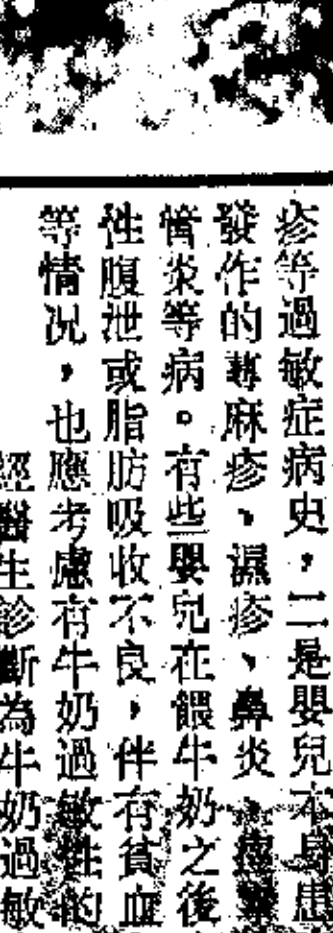 疹等過敏症病史，二是嬰兒本身患
發作的蕁麻疹、濕疹、鼻炎、
管炎等病。有些嬰兒在餵牛奶之後
性腹泄或脂肪吸收不良，伴有貧血
等情況，也應考慮有牛奶過敏性的
經醫生診斷為牛奶過敏